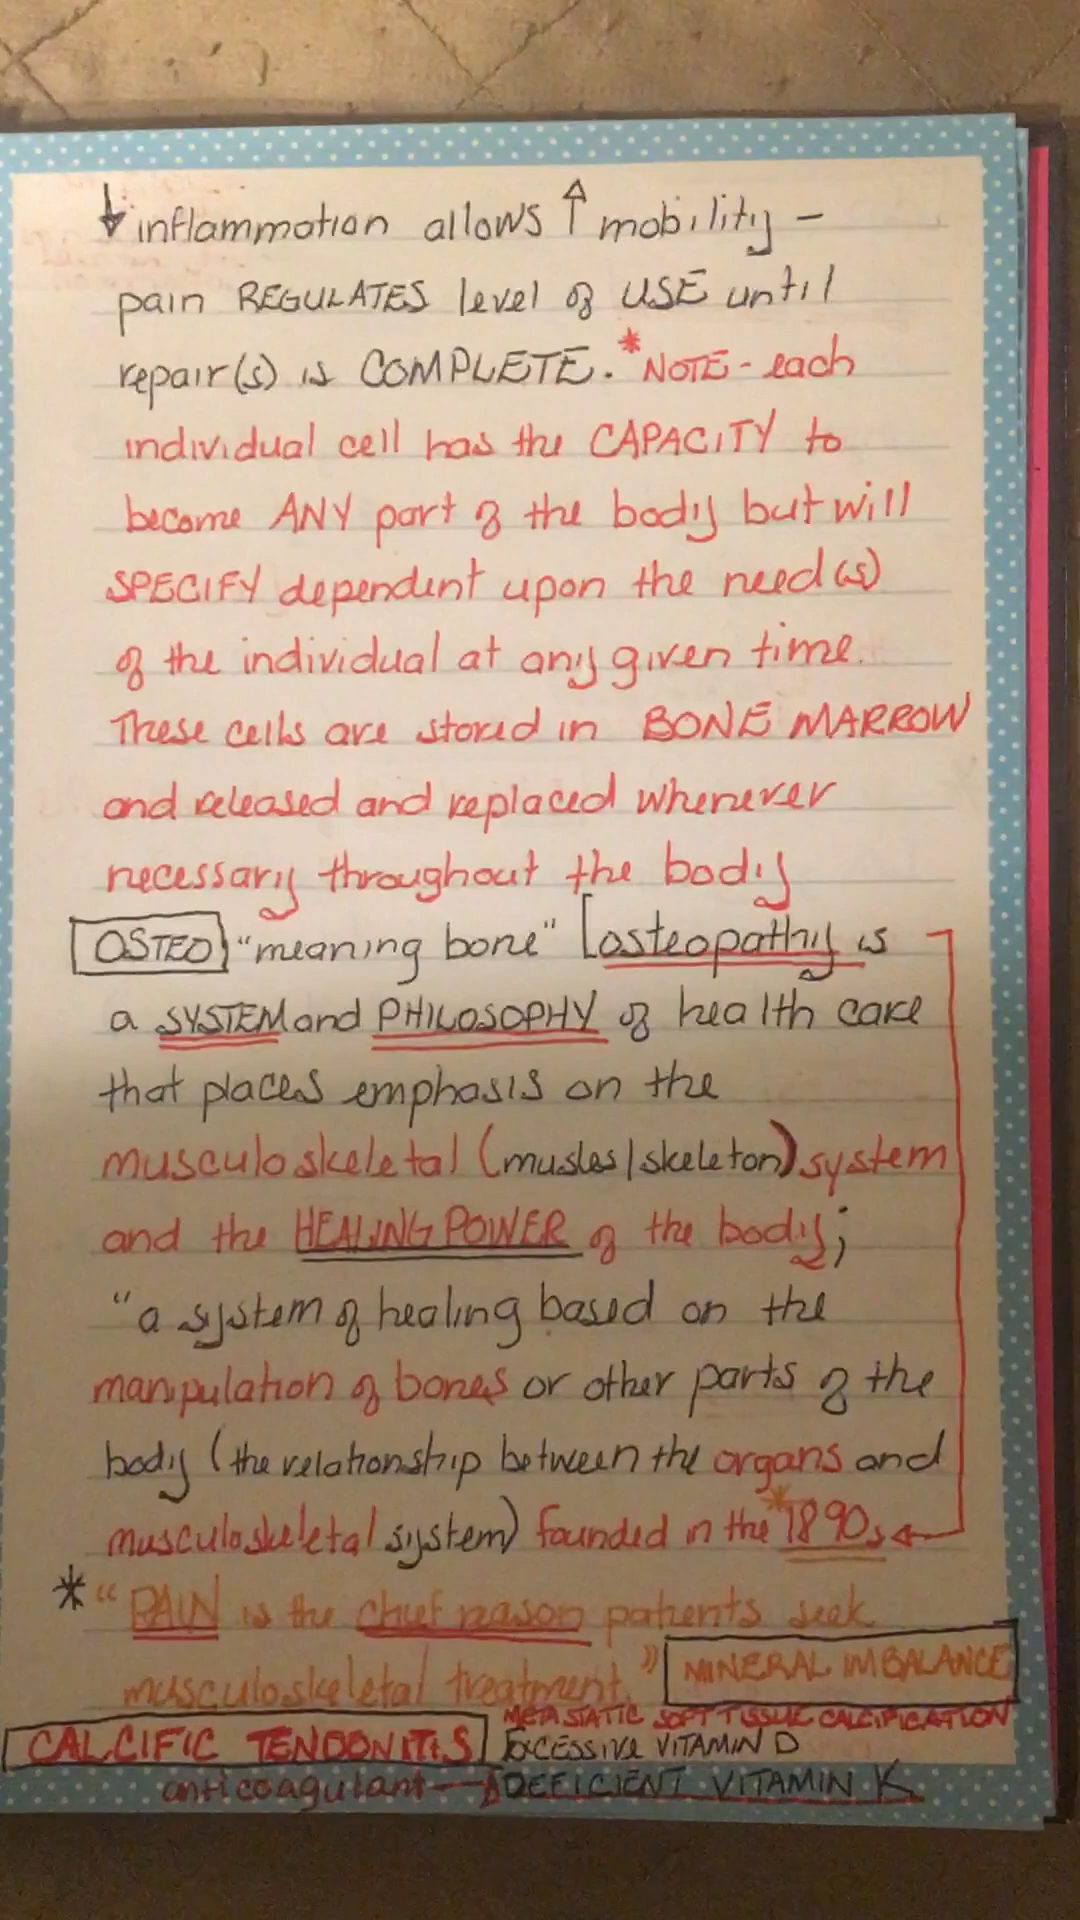 ↓ inflammation allows ↑ mobility -
pain REGULATES level of USE until
repair(s) is COMPLETE. *NOTE - each
individual cell has the CAPACITY to
become ANY part of the body but will
SPECIFY dependent upon the need(s)
of the individual at any given time.
These cells are stored in BONE MARROW
and released and replaced whenever
necessary throughout the body
OSTEO "meaning bone" [osteopathy is
a SYSTEM and PHILOSOPHY of health care
that places emphasis on the
musculoskeletal (musles/skeleton) system
and the HEALING POWER of the body;
"a system of healing based on the
manipulation of bones or other parts of the
body (the relationship between the organs and
musculoskeletal system) founded in the *1890s
* "PAIN is the chief reason patients seek
musculoskeletal treatment." MINERAL IMBALANCE
METASTATIC SOFT TISSUE CALCIFICATION
CALCIFIC TENDONITIS EXCESSIVE VITAMIN D
anticoagulant → DEFICIENT VITAMIN K